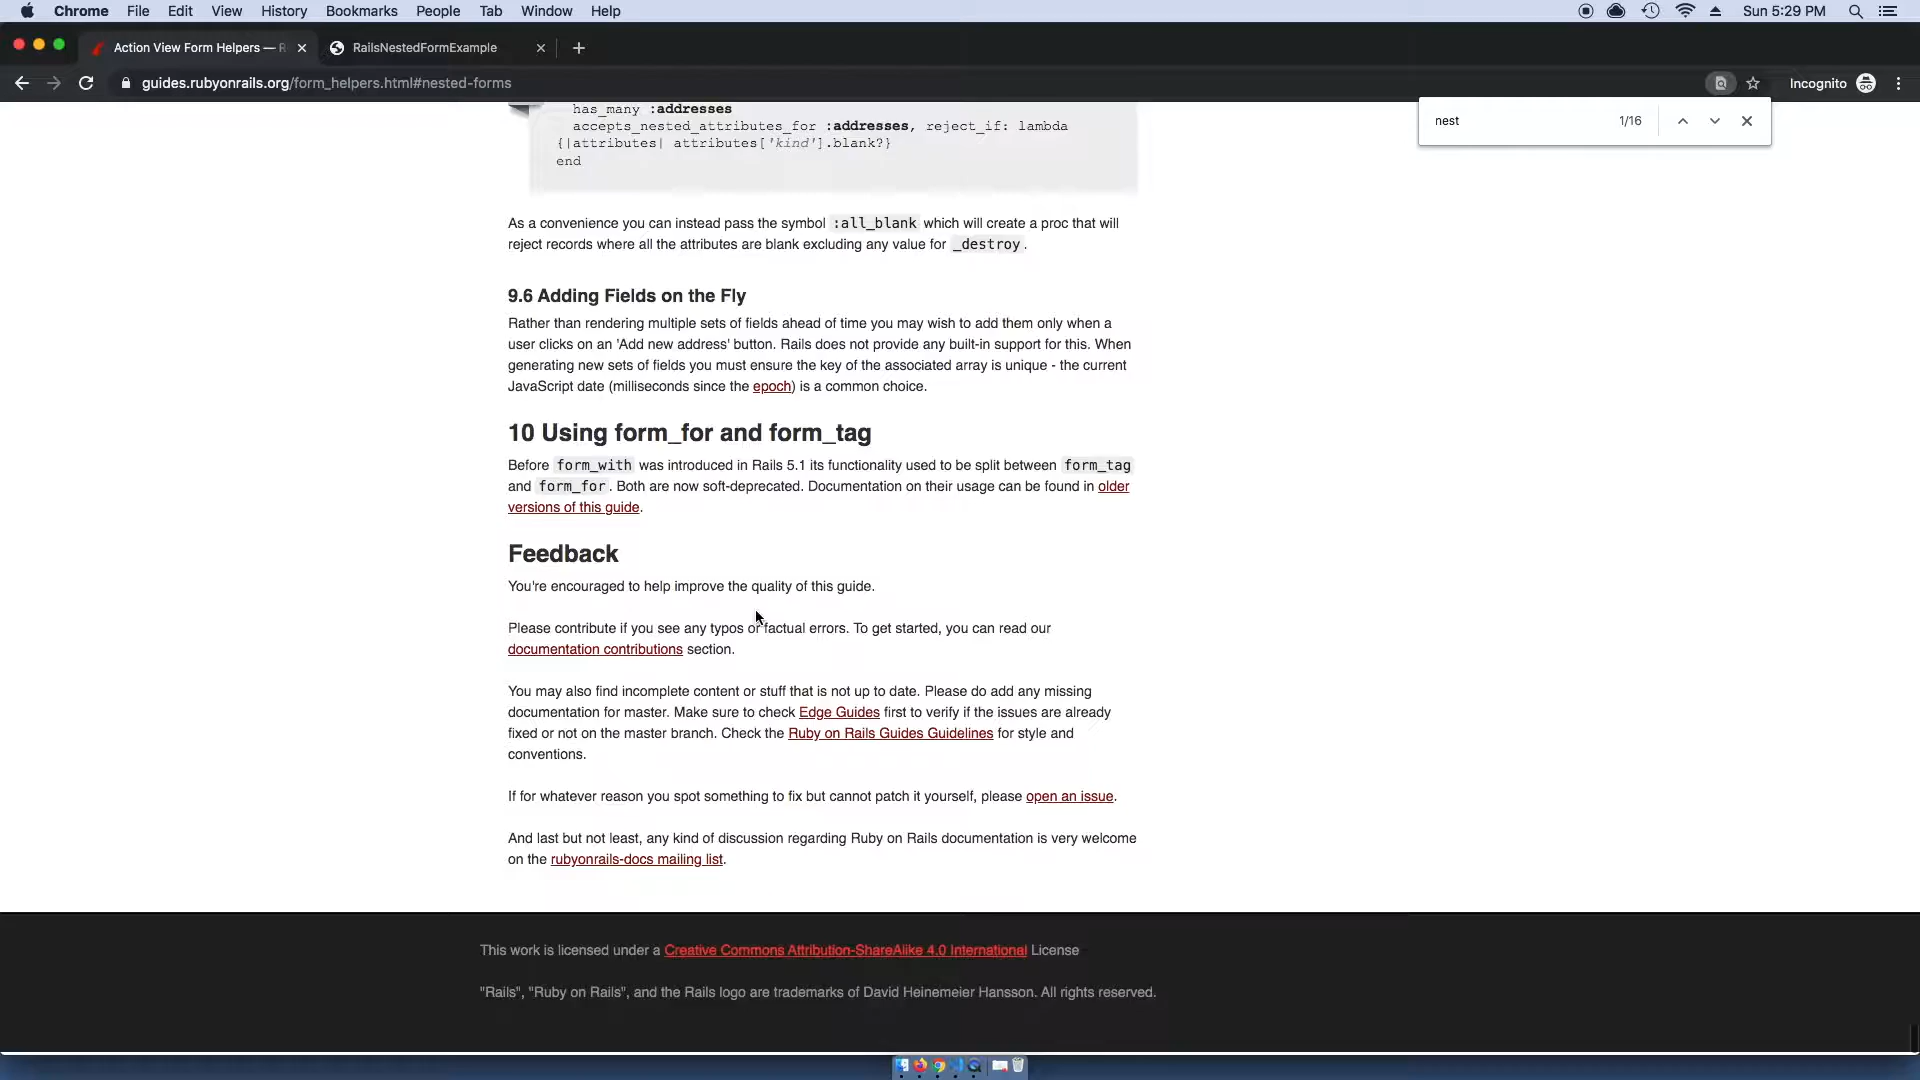 Chrome File Edit View History Bookmarks People Tab Window Help Sun 5:29 PM
Action View Form Helpers — R RailsNestedFormExample
guides.rubyonrails.org/form_helpers.html#nested-forms Incognito
nest 1/16
has_many :addresses
accepts_nested_attributes_for :addresses, reject_if: lambda
{|attributes| attributes['kind'].blank?}
end
As a convenience you can instead pass the symbol :all_blank which will create a proc that will
reject records where all the attributes are blank excluding any value for _destroy.
9.6 Adding Fields on the Fly
Rather than rendering multiple sets of fields ahead of time you may wish to add them only when a
user clicks on an 'Add new address' button. Rails does not provide any built-in support for this. When
generating new sets of fields you must ensure the key of the associated array is unique - the current
JavaScript date (milliseconds since the epoch) is a common choice.
10 Using form_for and form_tag
Before form_with was introduced in Rails 5.1 its functionality used to be split between form_tag
and form_for. Both are now soft-deprecated. Documentation on their usage can be found in older
versions of this guide.
Feedback
You're encouraged to help improve the quality of this guide.
Please contribute if you see any typos or factual errors. To get started, you can read our
documentation contributions section.
You may also find incomplete content or stuff that is not up to date. Please do add any missing
documentation for master. Make sure to check Edge Guides first to verify if the issues are already
fixed or not on the master branch. Check the Ruby on Rails Guides Guidelines for style and
conventions.
If for whatever reason you spot something to fix but cannot patch it yourself, please open an issue.
And last but not least, any kind of discussion regarding Ruby on Rails documentation is very welcome
on the rubyonrails-docs mailing list.
This work is licensed under a Creative Commons Attribution-ShareAlike 4.0 International License
"Rails", "Ruby on Rails", and the Rails logo are trademarks of David Heinemeier Hansson. All rights reserved.